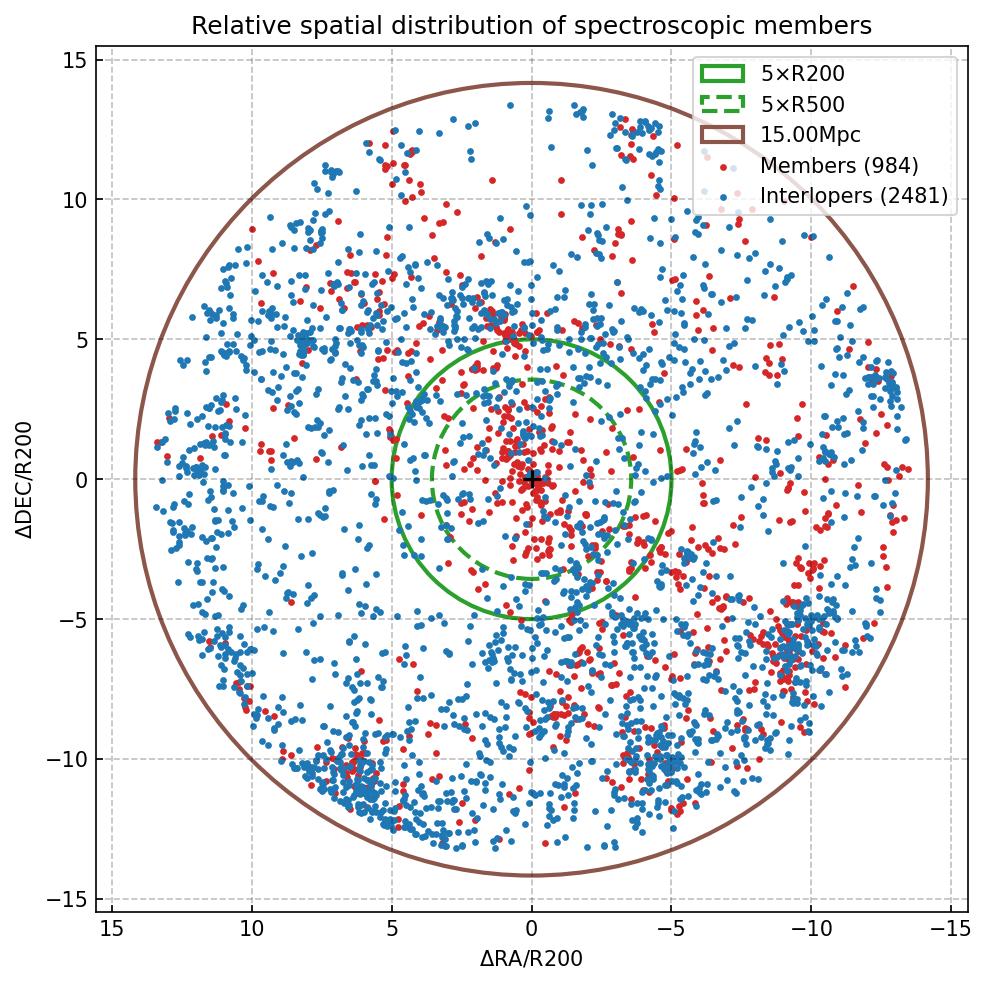 Relative spatial distribution of spectroscopic members
5×R200
5×R500
15.00Mpc
Members (984)
Interlopers (2481)
ΔDEC/R200
15
10
5
0
−5
−10
−15
15
10
5
0
−5
−10
−15
ΔRA/R200